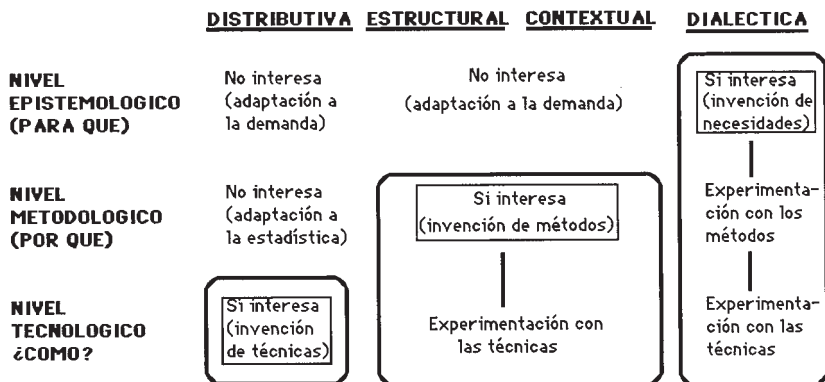 DISTRIBUTIVA ESTRUCTURAL CONTEXTUAL DIALECTICA
NIVEL
EPISTEMOLOGICO
(PARA QUE)
No interesa
(adaptación a
la demanda)
No interesa
(adaptación a la demanda)
Si interesa
(invención de
necesidades)
NIVEL
METODOLOGICO
(POR QUE)
No interesa
(adaptación a
la estadística)
Si interesa
(invención de métodos)
Experimenta-
ción con los
métodos
NIVEL
TECNOLOGICO
¿COMO?
Si interesa
(invención
de técnicas)
Experimentación con
las técnicas
Experimenta-
ción con las
técnicas